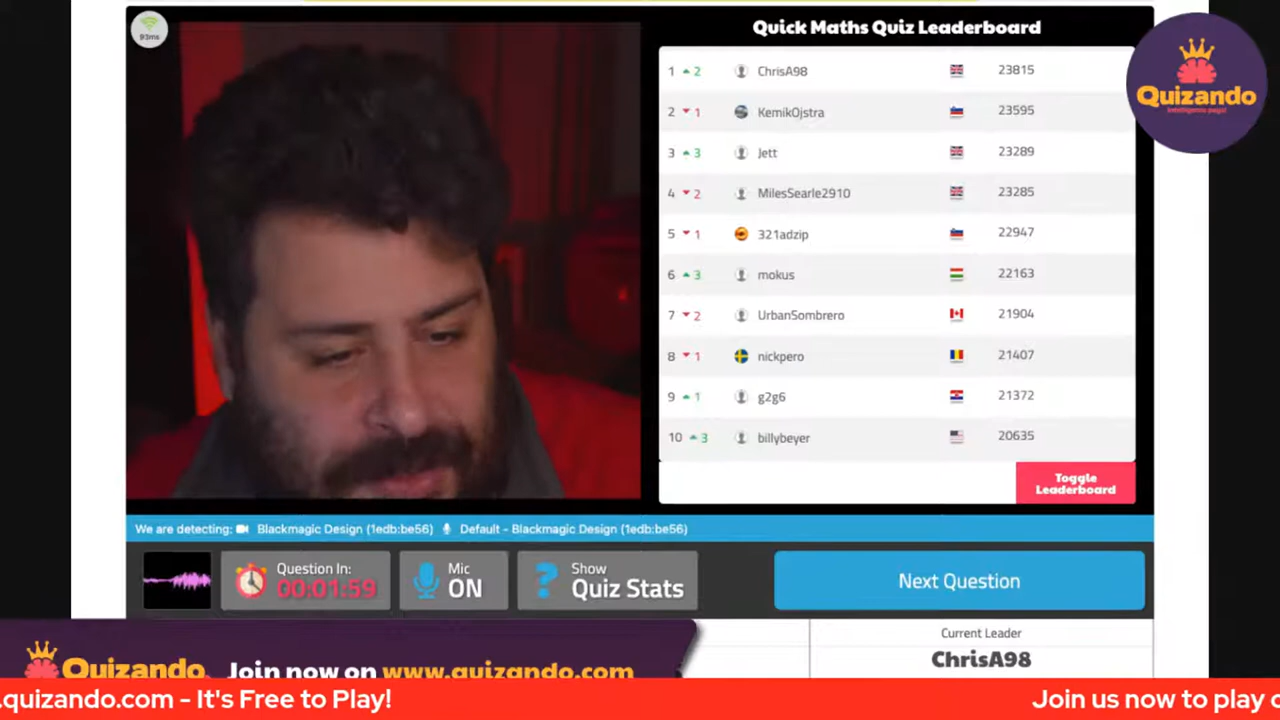 93ms
Quick Maths Quiz Leaderboard
1 2 ChrisA98 23815
2 1 KemikOjstra 23595
3 3 Jett 23289
4 2 MilesSearle2910 23285
5 1 321adzip 22947
6 3 mokus 22163
7 2 UrbanSombrero 21904
8 1 nickpero 21407
9 1 g2g6 21372
10 3 billybeyer 20635
Quizando
Toggle
Leaderboard
We are detecting: Blackmagic Design (1edb:be56) Default - Blackmagic Design (1edb:be56)
Question In:
00:01:59
Mic
ON
?
Show
Quiz Stats
Next Question
Current Leader
ChrisA98
Quizando Join now on www.quizando.com
.quizando.com - It's Free to Play! Join us now to play